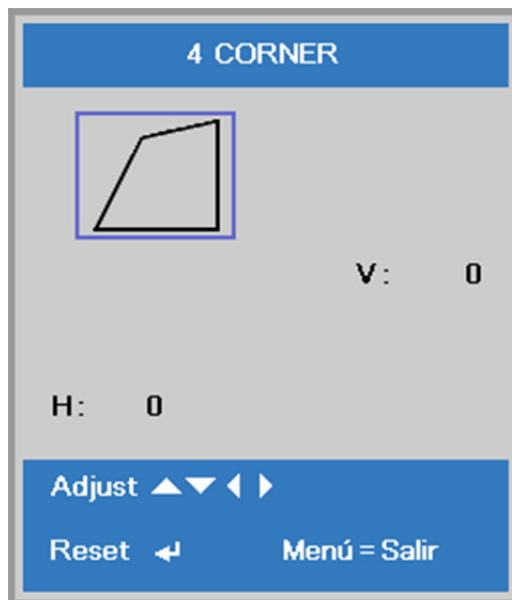 4 CORNER
V: 0
H: 0
Adjust
Reset Menú = Salir